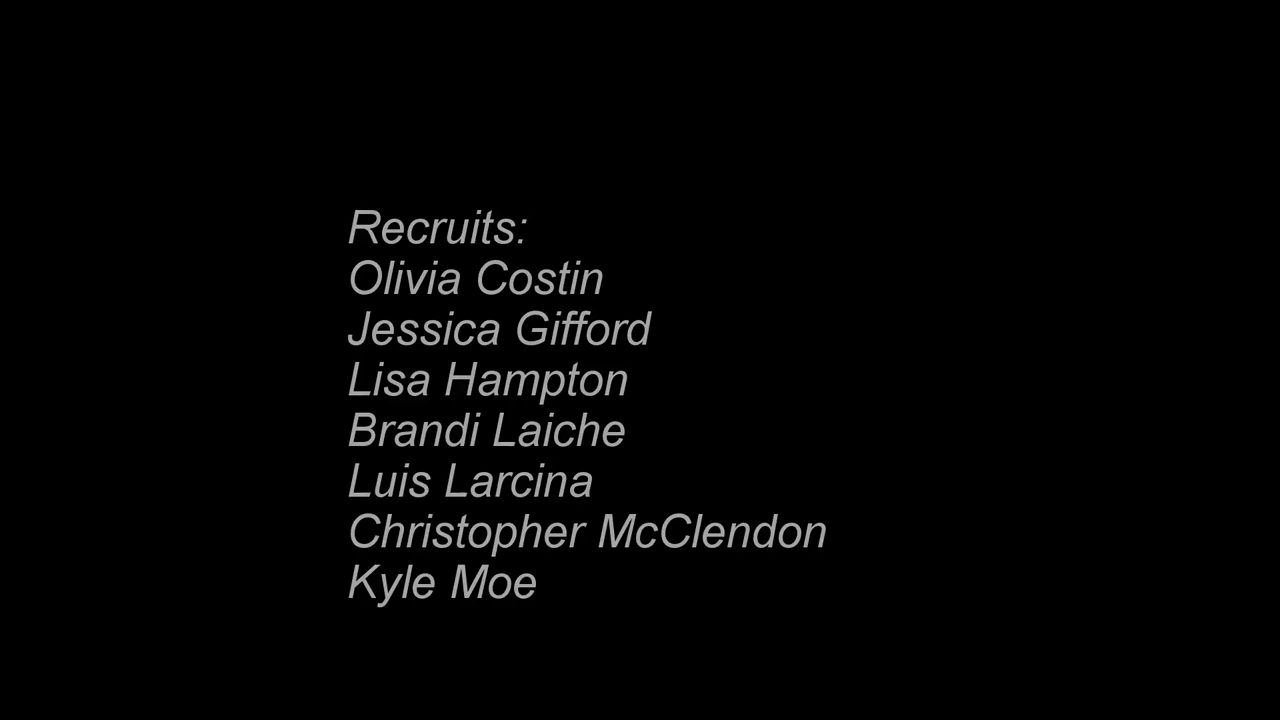 Recruits:
Olivia Costin
Jessica Gifford
Lisa Hampton
Brandi Laiche
Luis Larcina
Christopher McClendon
Kyle Moe